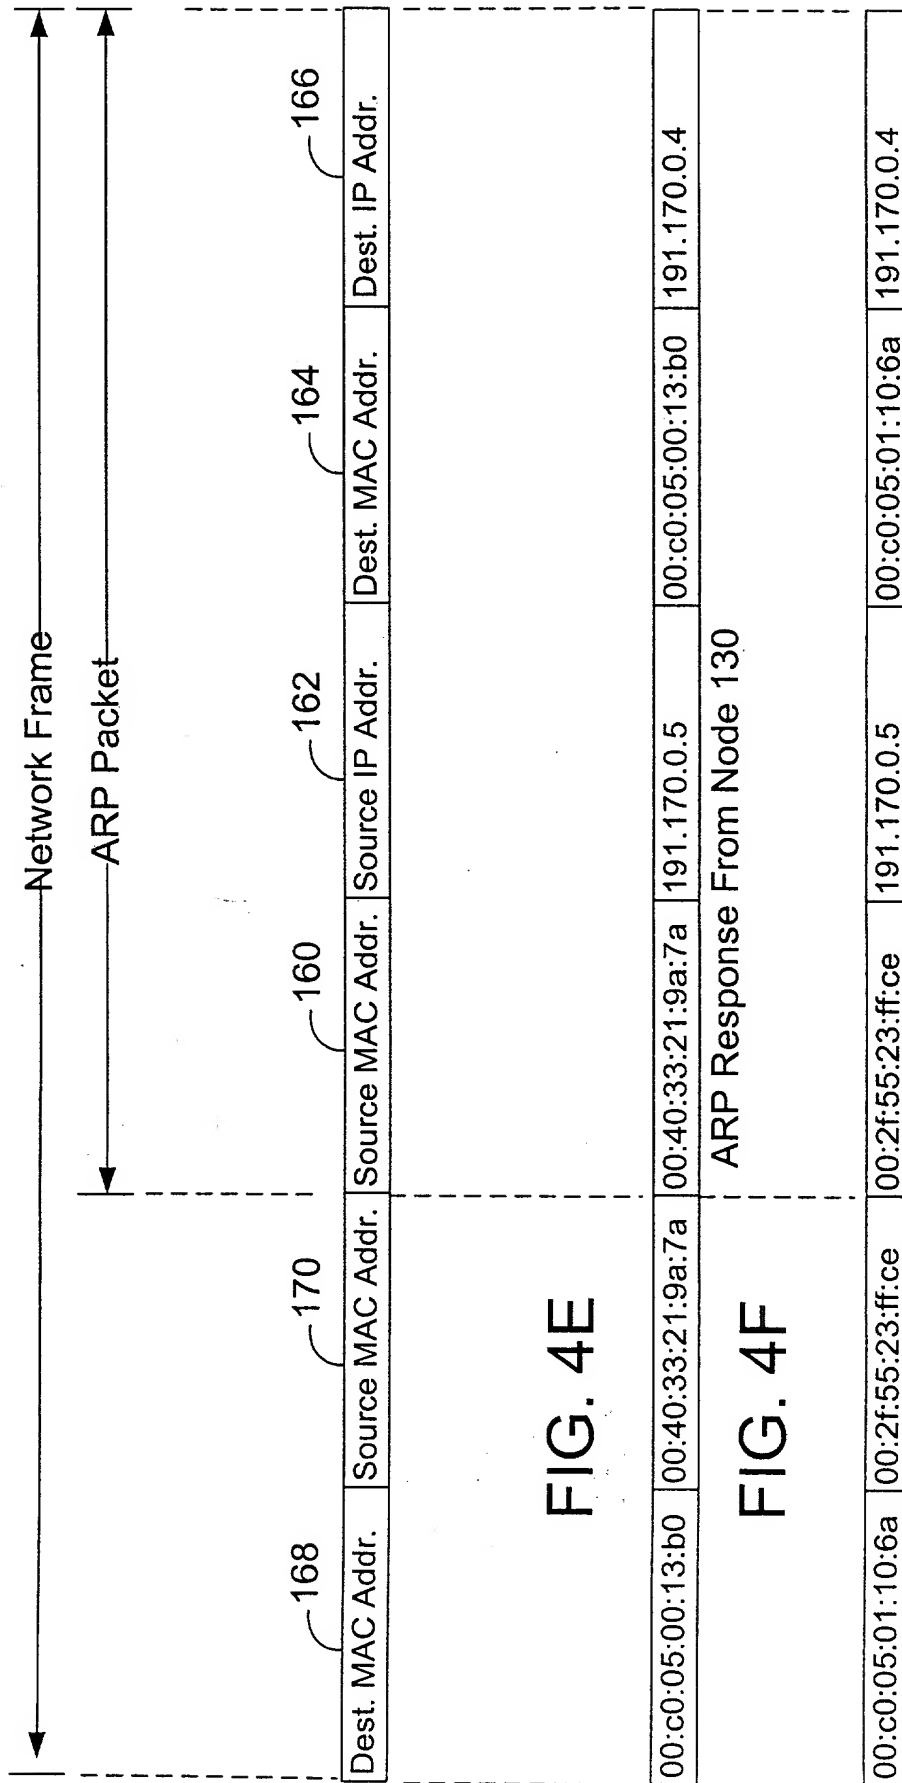 Network Frame
ARP Packet
168
170
160
162
164
166
Dest. MAC Addr. Source MAC Addr. Source MAC Addr. Source IP Addr. Dest. MAC Addr. Dest. IP Addr.
FIG. 4E
00:c0:05:00:13:b0 00:40:33:21:9a:7a 00:40:33:21:9a:7a 191.170.0.5 00:c0:05:00:13:b0 191.170.0.4
ARP Response From Node 130
FIG. 4F
00:c0:05:01:10:6a 00:2f:55:23:ff:ce 00:2f:55:23:ff:ce 191.170.0.5 00:c0:05:01:10:6a 191.170.0.4